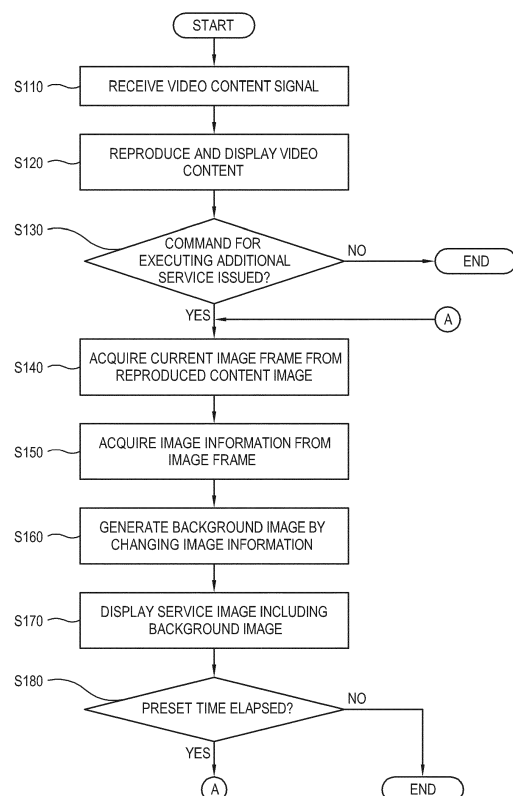 START
S110
RECEIVE VIDEO CONTENT SIGNAL
S120
REPRODUCE AND DISPLAY VIDEO
CONTENT
S130
COMMAND FOR
EXECUTING ADDITIONAL
SERVICE ISSUED?
NO
END
YES
A
S140
ACQUIRE CURRENT IMAGE FRAME FROM
REPRODUCED CONTENT IMAGE
S150
ACQUIRE IMAGE INFORMATION FROM
IMAGE FRAME
S160
GENERATE BACKGROUND IMAGE BY
CHANGING IMAGE INFORMATION
S170
DISPLAY SERVICE IMAGE INCLUDING
BACKGROUND IMAGE
S180
PRESET TIME ELAPSED?
NO
YES
A
END